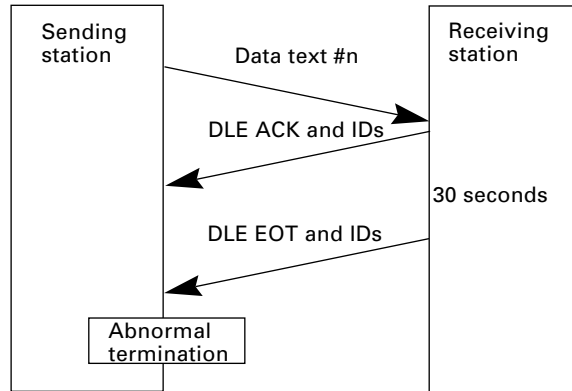 Sending
station
Receiving
station
Data text #n
DLE ACK and IDs
30 seconds
DLE EOT and IDs
Abnormal
termination